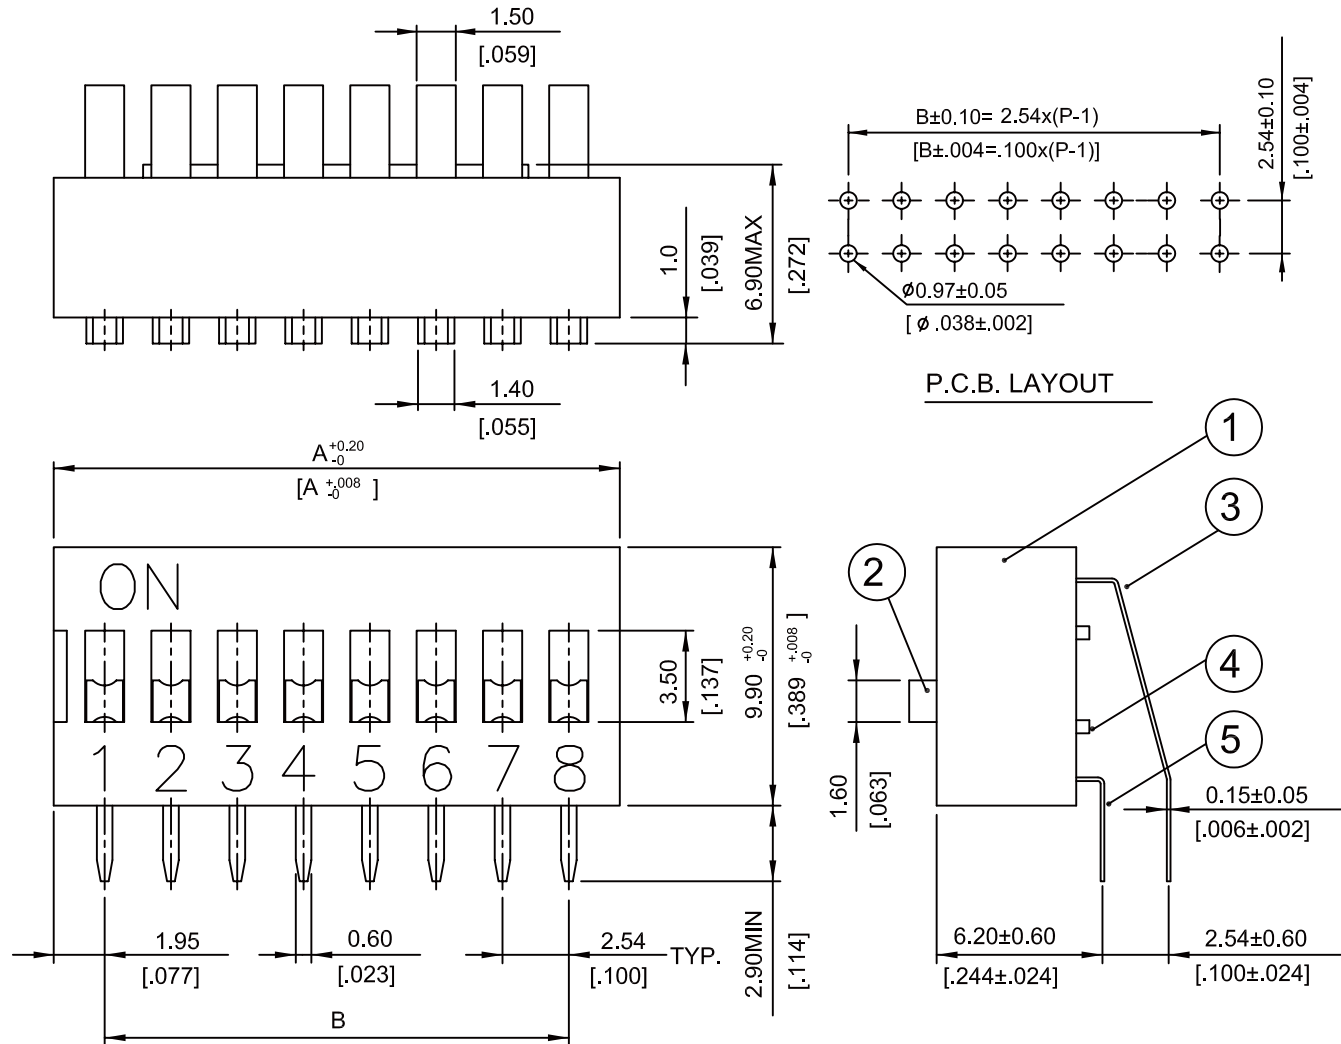 1.50
[.059]
B±0.10= 2.54x(P-1)
[B±.004=.100x(P-1)]
2.54±0.10
[.100±.004]
1.0
[.039]
6.90MAX
[.272]
Ø0.97±0.05
[ Ø .038±.002]
P.C.B. LAYOUT
1.40
[.055]
A +0.20 -0
[A +.008 -0 ]
ON
1 2 3 4 5 6 7 8
3.50
[.137]
9.90 +0.20 -0
[.389 +.008 -0 ]
1
3
2
4
5
1.60
[.063]
0.15±0.05
[.006±.002]
1.95
[.077]
0.60
[.023]
2.54
[.100]
TYP.
2.90MIN
[.114]
6.20±0.60
[.244±.024]
2.54±0.60
[.100±.024]
B